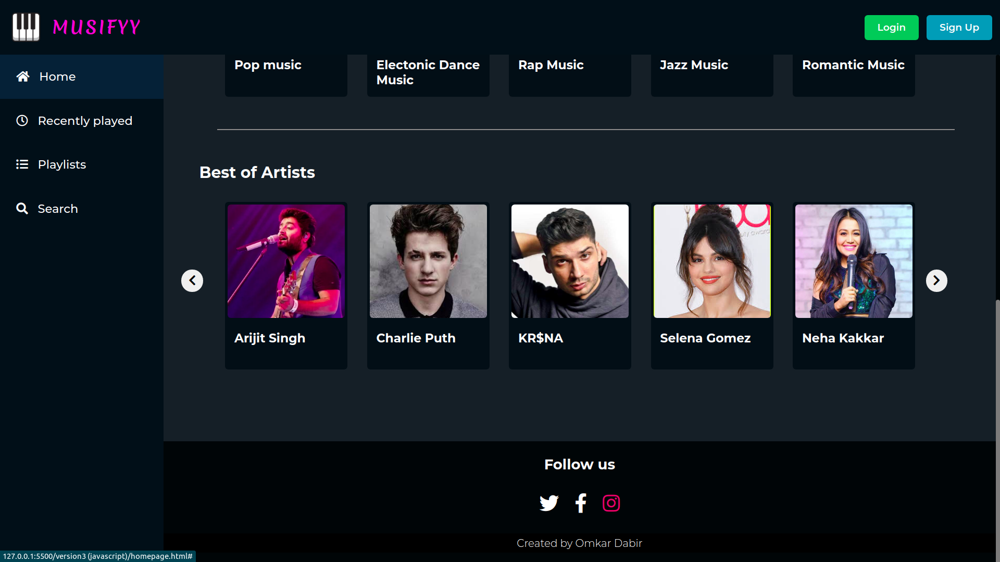 MUSIFYY
Login
Sign Up
Home
Recently played
Playlists
Search
Pop music
Electonic Dance
Music
Rap Music
Jazz Music
Romantic Music
Best of Artists
uty award
Arijit Singh
Charlie Puth
KR$NA
Selena Gomez
Neha Kakkar
Follow us
Created by Omkar Dabir
127.0.0.1:5500/version3 (javascript)/homepage.html#